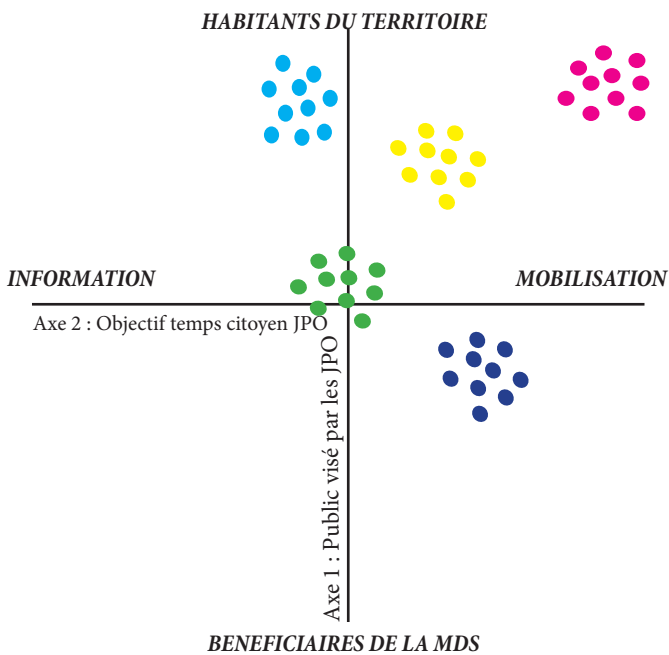 HABITANTS DU TERRITOIRE
INFORMATION
MOBILISATION
Axe 2 : Objectif temps citoyen JPO
Axe 1 : Public visé par les JPO
BENEFICIAIRES DE LA MDS